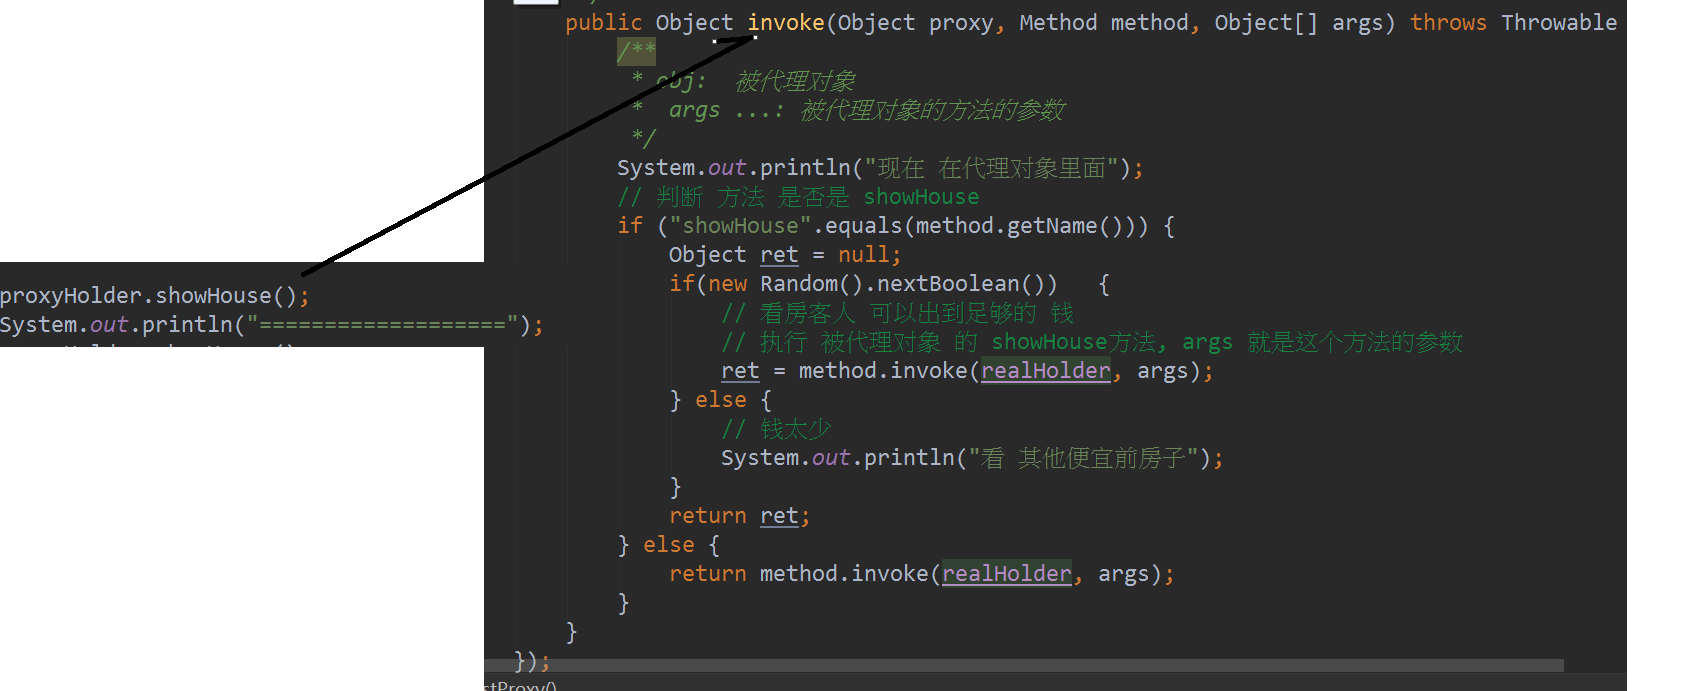 public Object invoke(Object proxy, Method method, Object[] args) throws Throwable
/**
* obj: 被代理对象
* args ...: 被代理对象的方法的参数
*/
System.out.println("现在 在代理对象里面");
// 判断 方法 是否是 showHouse
if ("showHouse".equals(method.getName())) {
Object ret = null;
if(new Random().nextBoolean()) {
// 看房客人 可以出到足够的 钱
// 执行 被代理对象 的 showHouse方法, args 就是这个方法的参数
ret = method.invoke(realHolder, args);
} else {
// 钱太少
System.out.println("看 其他便宜前房子");
}
return ret;
} else {
return method.invoke(realHolder, args);
}
}
});
proxyHolder.showHouse();
System.out.println("===================");